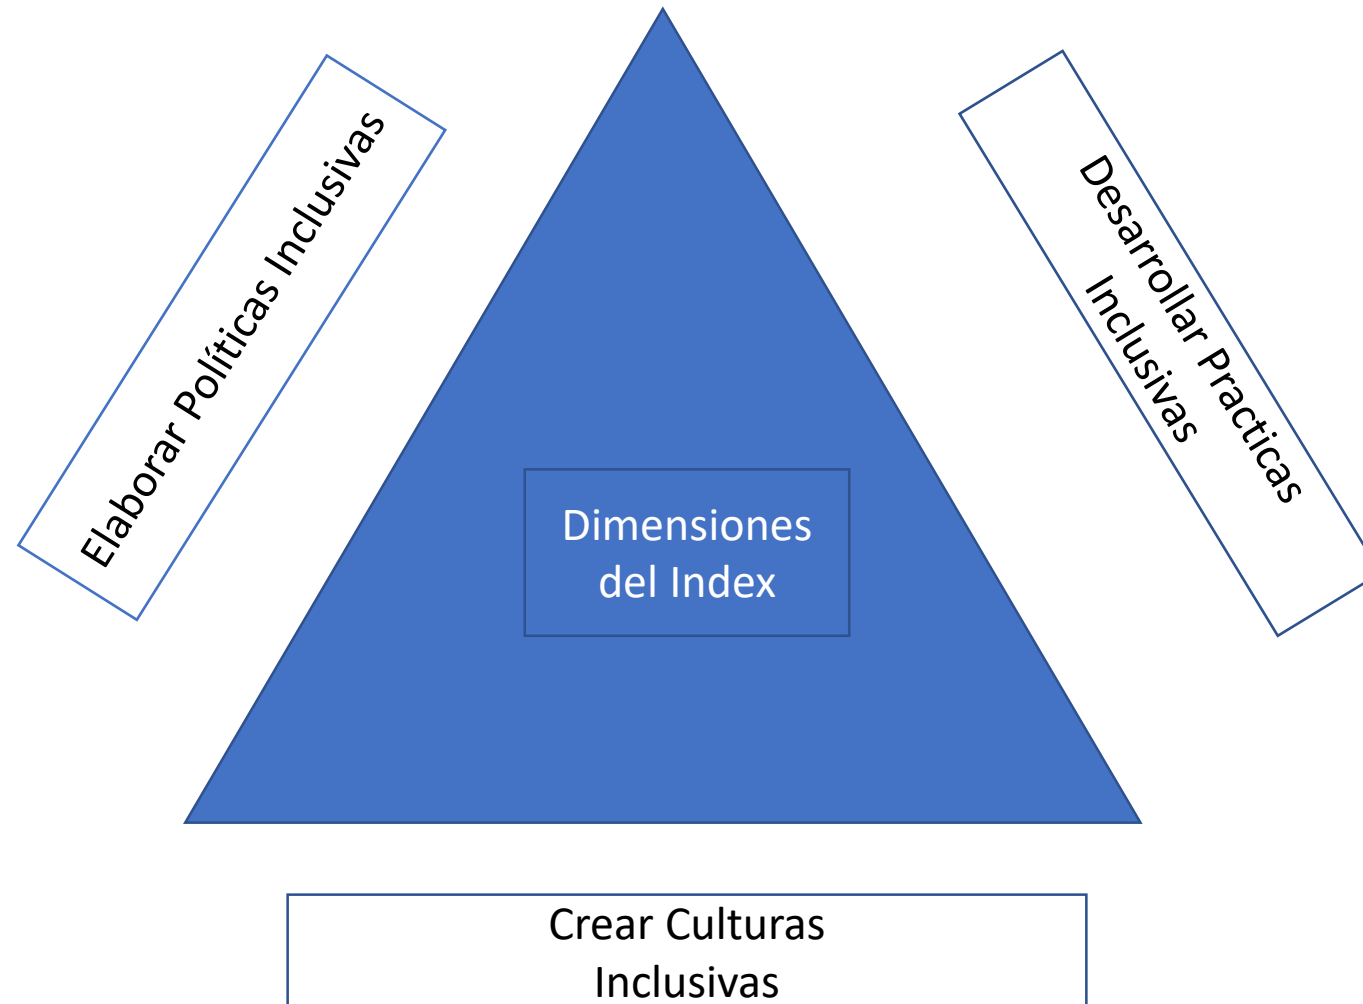 Elaborar Políticas Inclusivas
Desarrollar Practicas
Inclusivas
Dimensiones
del Index
Crear Culturas
Inclusivas